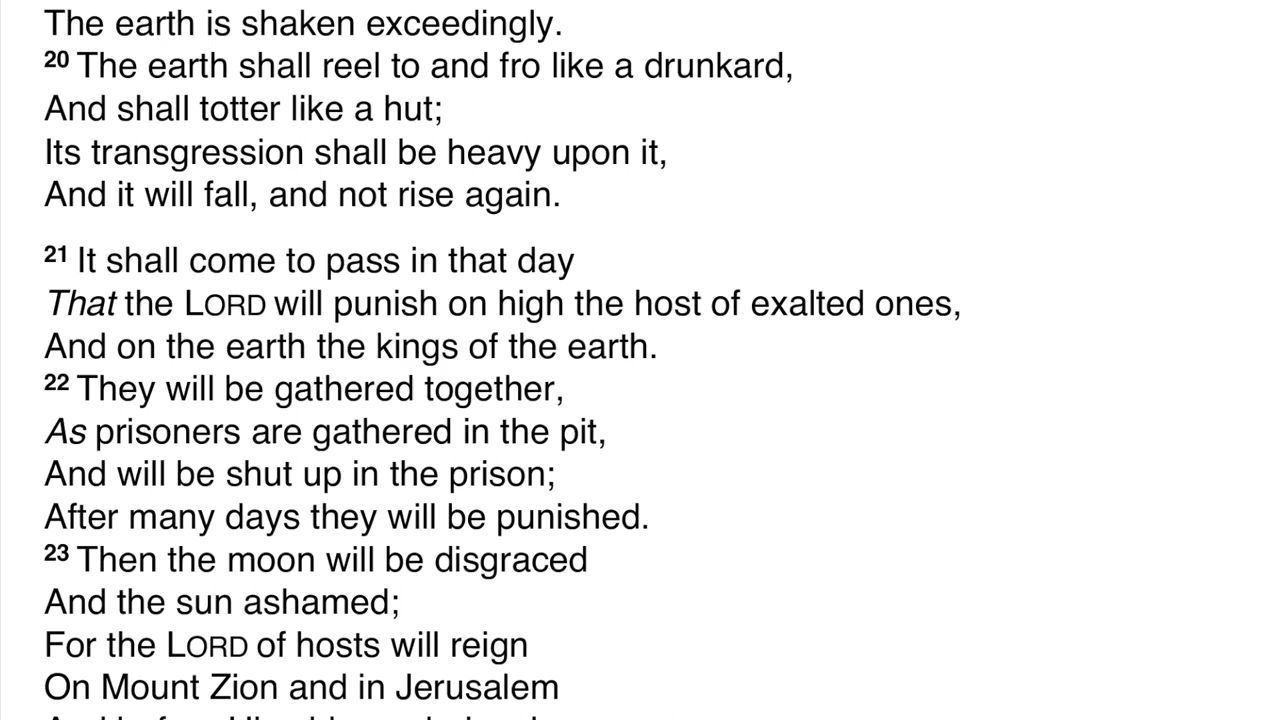 The earth is shaken exceedingly.
20 The earth shall reel to and fro like a drunkard,
And shall totter like a hut;
Its transgression shall be heavy upon it,
And it will fall, and not rise again.
21 It shall come to pass in that day
That the LORD will punish on high the host of exalted ones,
And on the earth the kings of the earth.
22 They will be gathered together,
As prisoners are gathered in the pit,
And will be shut up in the prison;
After many days they will be punished.
23 Then the moon will be disgraced
And the sun ashamed;
For the LORD of hosts will reign
On Mount Zion and in Jerusalem